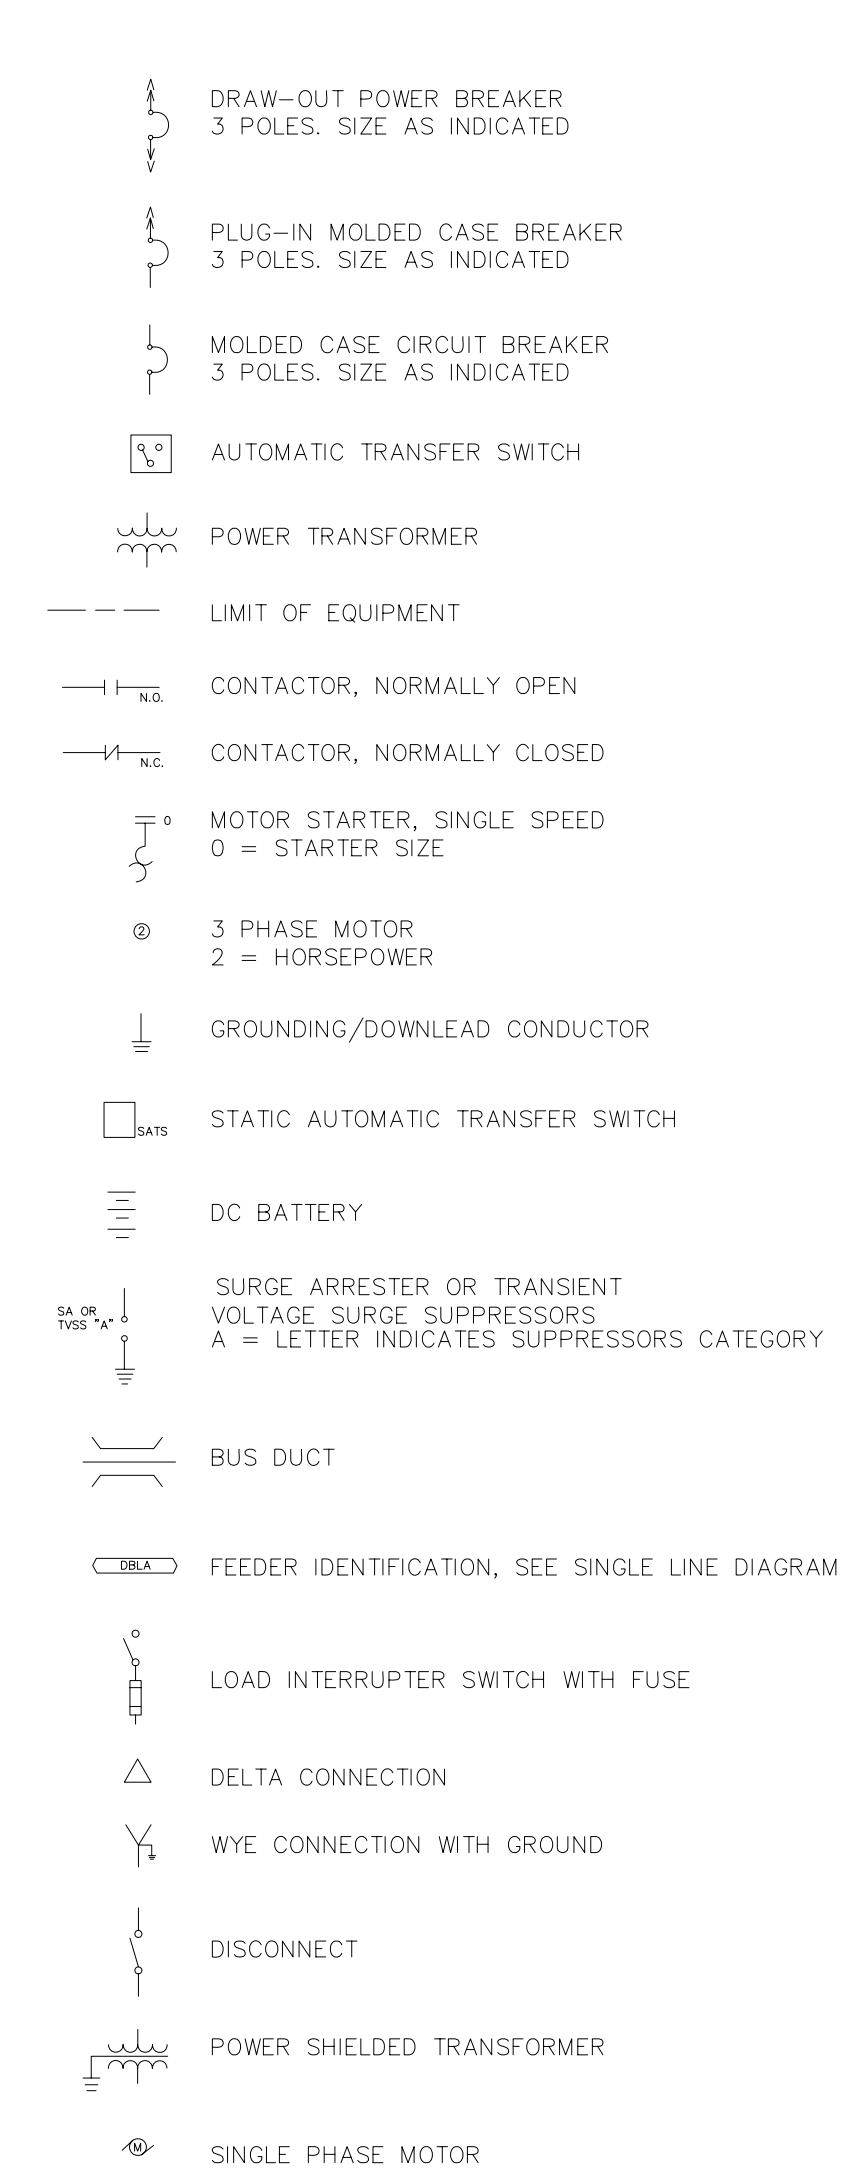 DRAW-OUT POWER BREAKER
3 POLES. SIZE AS INDICATED
PLUG-IN MOLDED CASE BREAKER
3 POLES. SIZE AS INDICATED
MOLDED CASE CIRCUIT BREAKER
3 POLES. SIZE AS INDICATED
AUTOMATIC TRANSFER SWITCH
POWER TRANSFORMER
LIMIT OF EQUIPMENT
N.O.
CONTACTOR, NORMALLY OPEN
N.C.
CONTACTOR, NORMALLY CLOSED
0
MOTOR STARTER, SINGLE SPEED
0 = STARTER SIZE
2
3 PHASE MOTOR
2 = HORSEPOWER
GROUNDING/DOWNLEAD CONDUCTOR
SATS
STATIC AUTOMATIC TRANSFER SWITCH
DC BATTERY
SA OR
TVSS "A"
SURGE ARRESTER OR TRANSIENT
VOLTAGE SURGE SUPPRESSORS
A = LETTER INDICATES SUPPRESSORS CATEGORY
BUS DUCT
DBLA
FEEDER IDENTIFICATION, SEE SINGLE LINE DIAGRAM
LOAD INTERRUPTER SWITCH WITH FUSE
DELTA CONNECTION
WYE CONNECTION WITH GROUND
DISCONNECT
POWER SHIELDED TRANSFORMER
M
SINGLE PHASE MOTOR